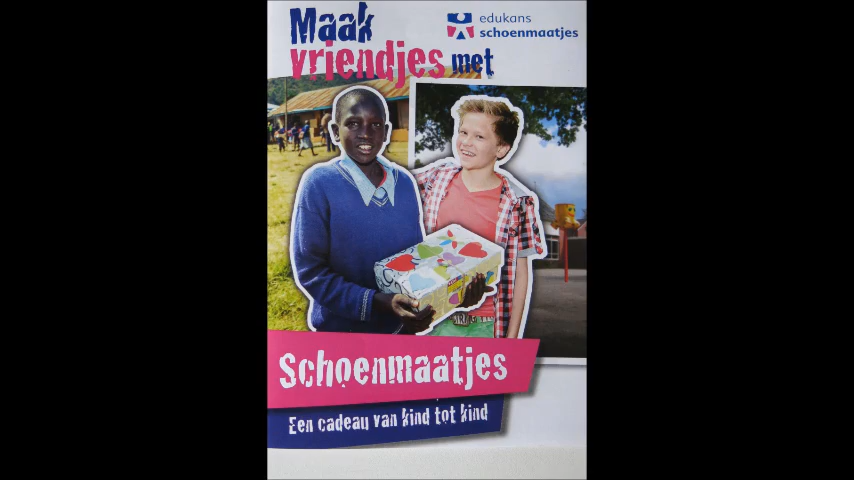 Maak
vriendjes met
edukans
schoenmaatjes
Schoenmaatjes
Een cadeau van kind tot kind